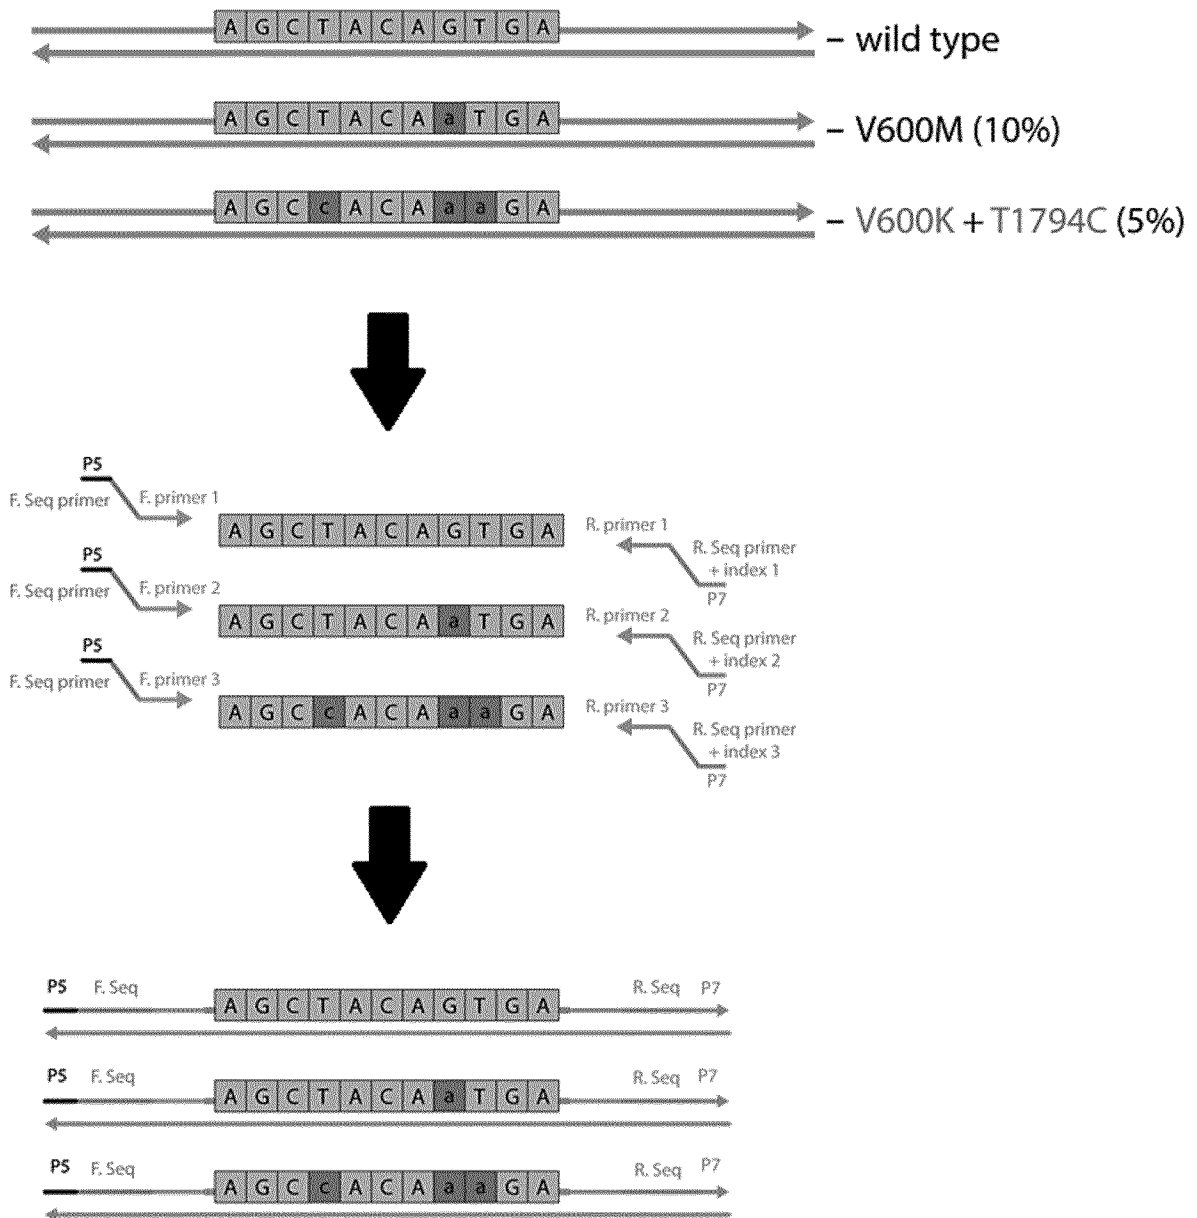 A G C T A C A G T G A – wild type
A G C T A C A a T G A – V600M (10%)
A G C c A C A a a G A – V600K + T1794C (5%)
P5
F. Seq primer F. primer 1
A G C T A C A G T G A
R. primer 1
R. Seq primer
+ index 1
P7
P5
F. Seq primer F. primer 2
A G C T A C A a T G A
R. primer 2
R. Seq primer
+ index 2
P7
P5
F. Seq primer F. primer 3
A G C c A C A a a G A
R. primer 3
R. Seq primer
+ index 3
P7
P5 F. Seq A G C T A C A G T G A R. Seq P7
P5 F. Seq A G C T A C A a T G A R. Seq P7
P5 F. Seq A G C c A C A a a G A R. Seq P7